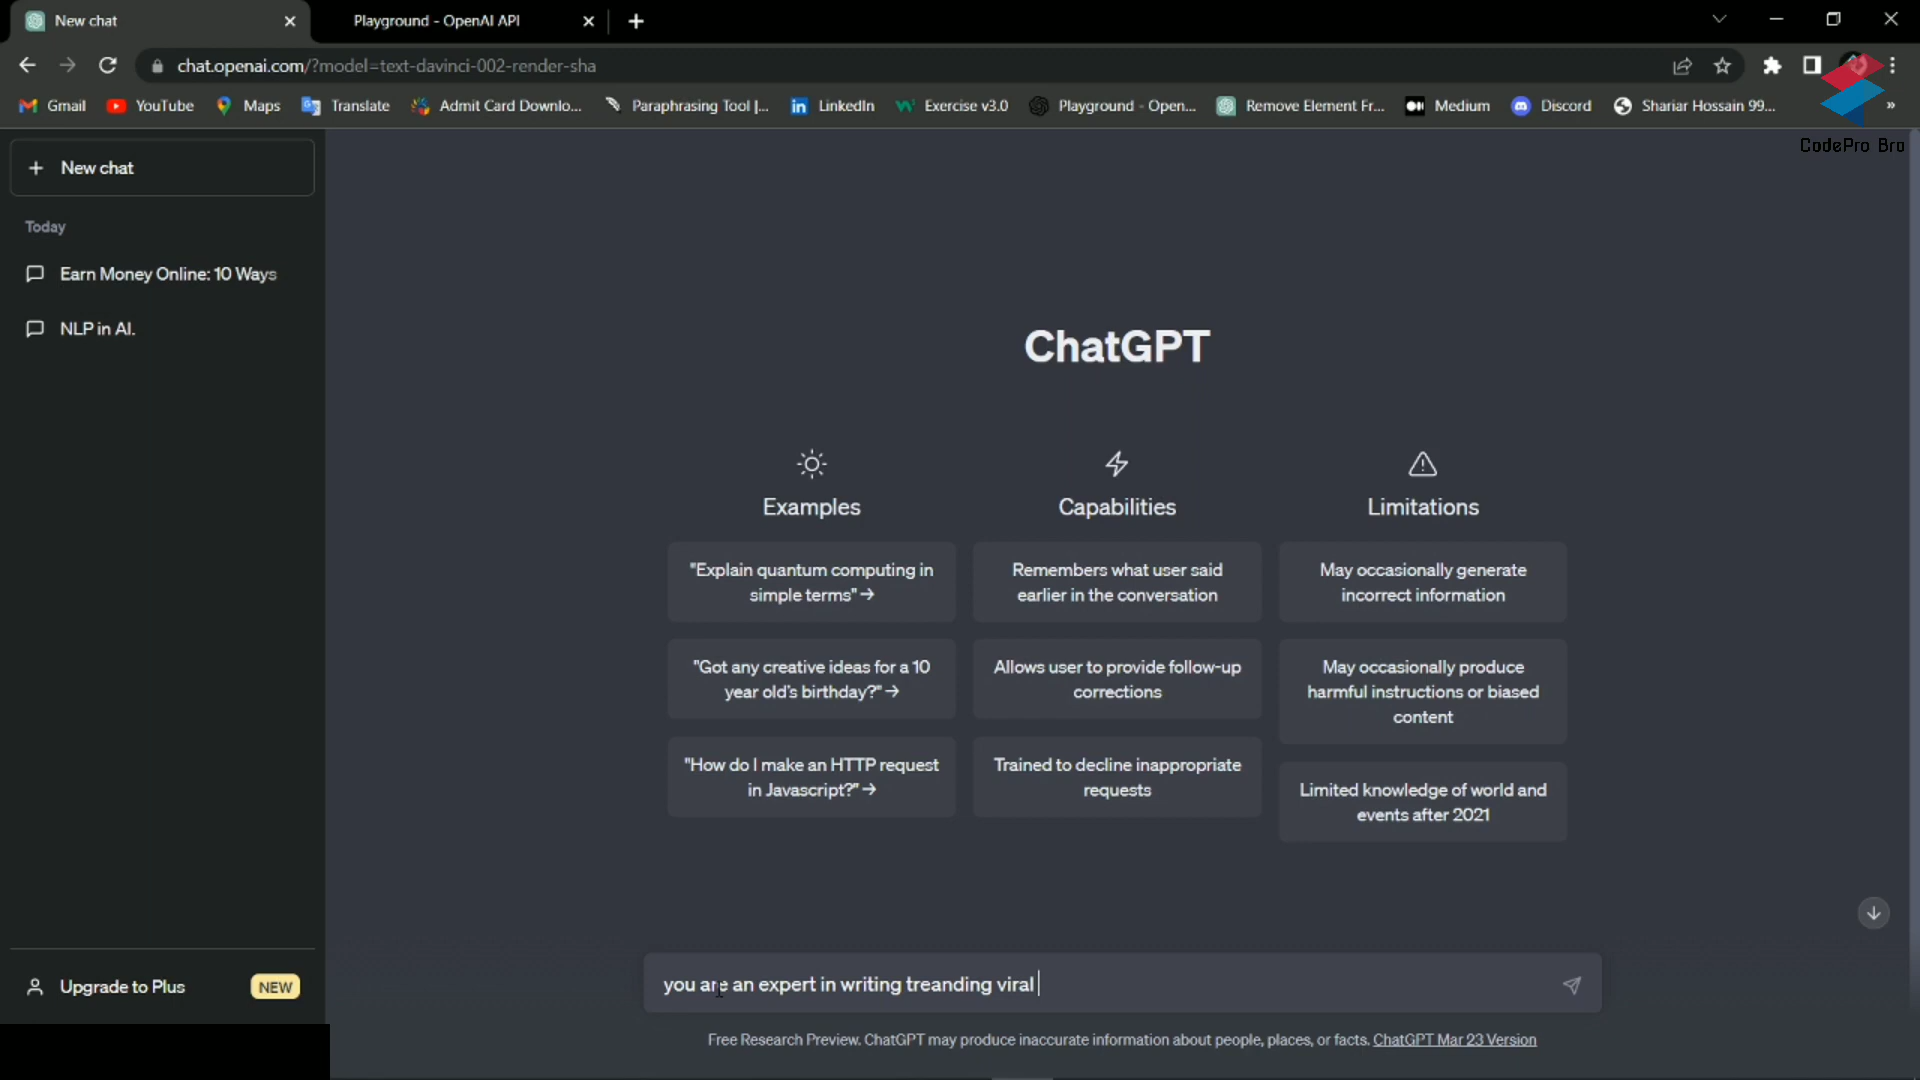 New chat
Playground - OpenAI API
chat.openai.com/?model=text-davinci-002-render-sha
Gmail
YouTube
Maps
Translate
Admit Card Downlo...
Paraphrasing Tool |...
LinkedIn
Exercise v3.0
Playground - Open...
Remove Element Fr...
Medium
Discord
Shariar Hossain 99...
»
CodePro Bro
+ New chat
Today
Earn Money Online: 10 Ways
NLP in AI.
ChatGPT
Examples
"Explain quantum computing in
simple terms" →
"Got any creative ideas for a 10
year old's birthday?" →
"How do I make an HTTP request
in Javascript?" →
Capabilities
Remembers what user said
earlier in the conversation
Allows user to provide follow-up
corrections
Trained to decline inappropriate
requests
Limitations
May occasionally generate
incorrect information
May occasionally produce
harmful instructions or biased
content
Limited knowledge of world and
events after 2021
Upgrade to Plus
NEW
you are an expert in writing treanding viral
Free Research Preview. ChatGPT may produce inaccurate information about people, places, or facts. ChatGPT Mar 23 Version